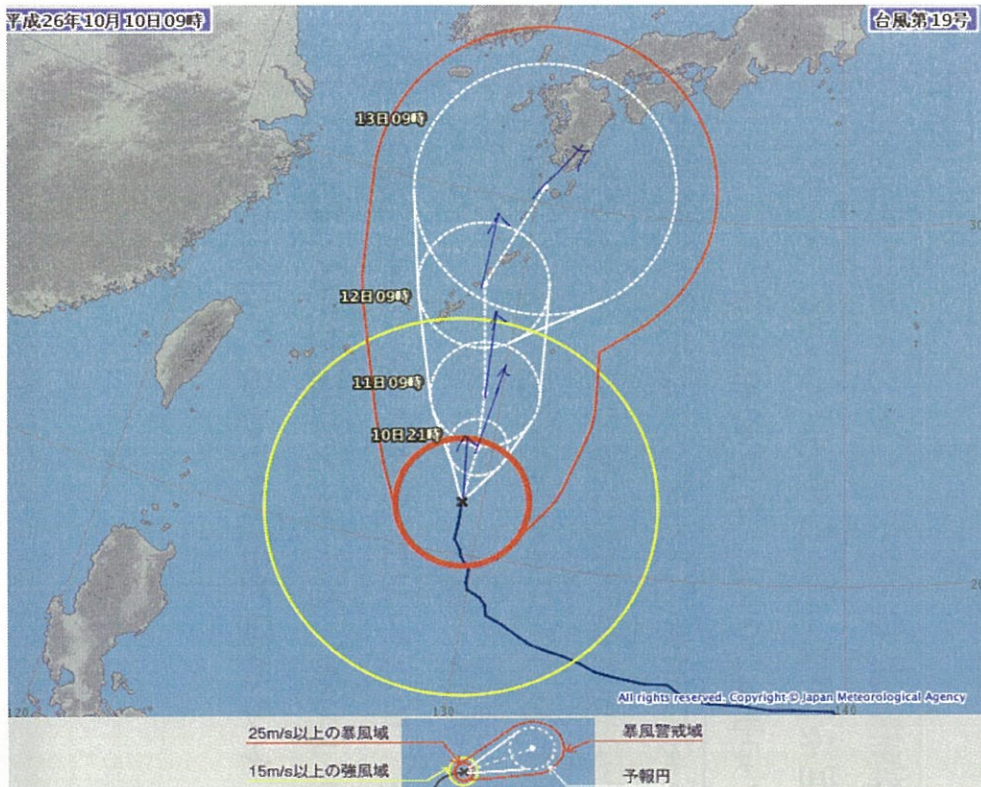 平成26年10月10日09時
台風第19号
13日09時
30
12日09時
11日09時
10日21時
20
All rights reserved. Copyright © Japan Meteorological Agency
120
130
140
25m/s以上の暴風域
暴風警戒域
15m/s以上の強風域
予報円